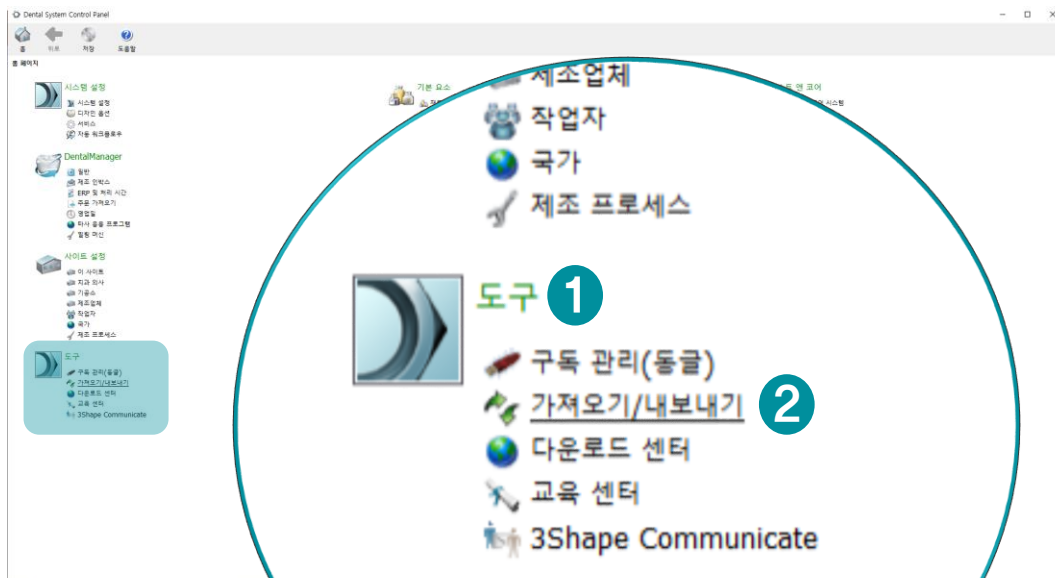 Dental System Control Panel
홈
뒤로
저장
도움말
홈 페이지
시스템 설정
시스템 설정
디자인 옵션
서비스
자동 워크플로우
DentalManager
일반
제조 인박스
ERP 및 처리 시간
주문 가져오기
영업일
타사 응용 프로그램
밀링 머신
사이트 설정
이 사이트
치과 의사
기공소
제조업체
작업자
국가
제조 프로세스
도구
구독 관리(동글)
가져오기/내보내기
다운로드 센터
교육 센터
3Shape Communicate
기본 요소
앤 코어
시스템
제조업체
작업자
국가
제조 프로세스
도구 1
구독 관리(동글)
가져오기/내보내기 2
다운로드 센터
교육 센터
3Shape Communicate